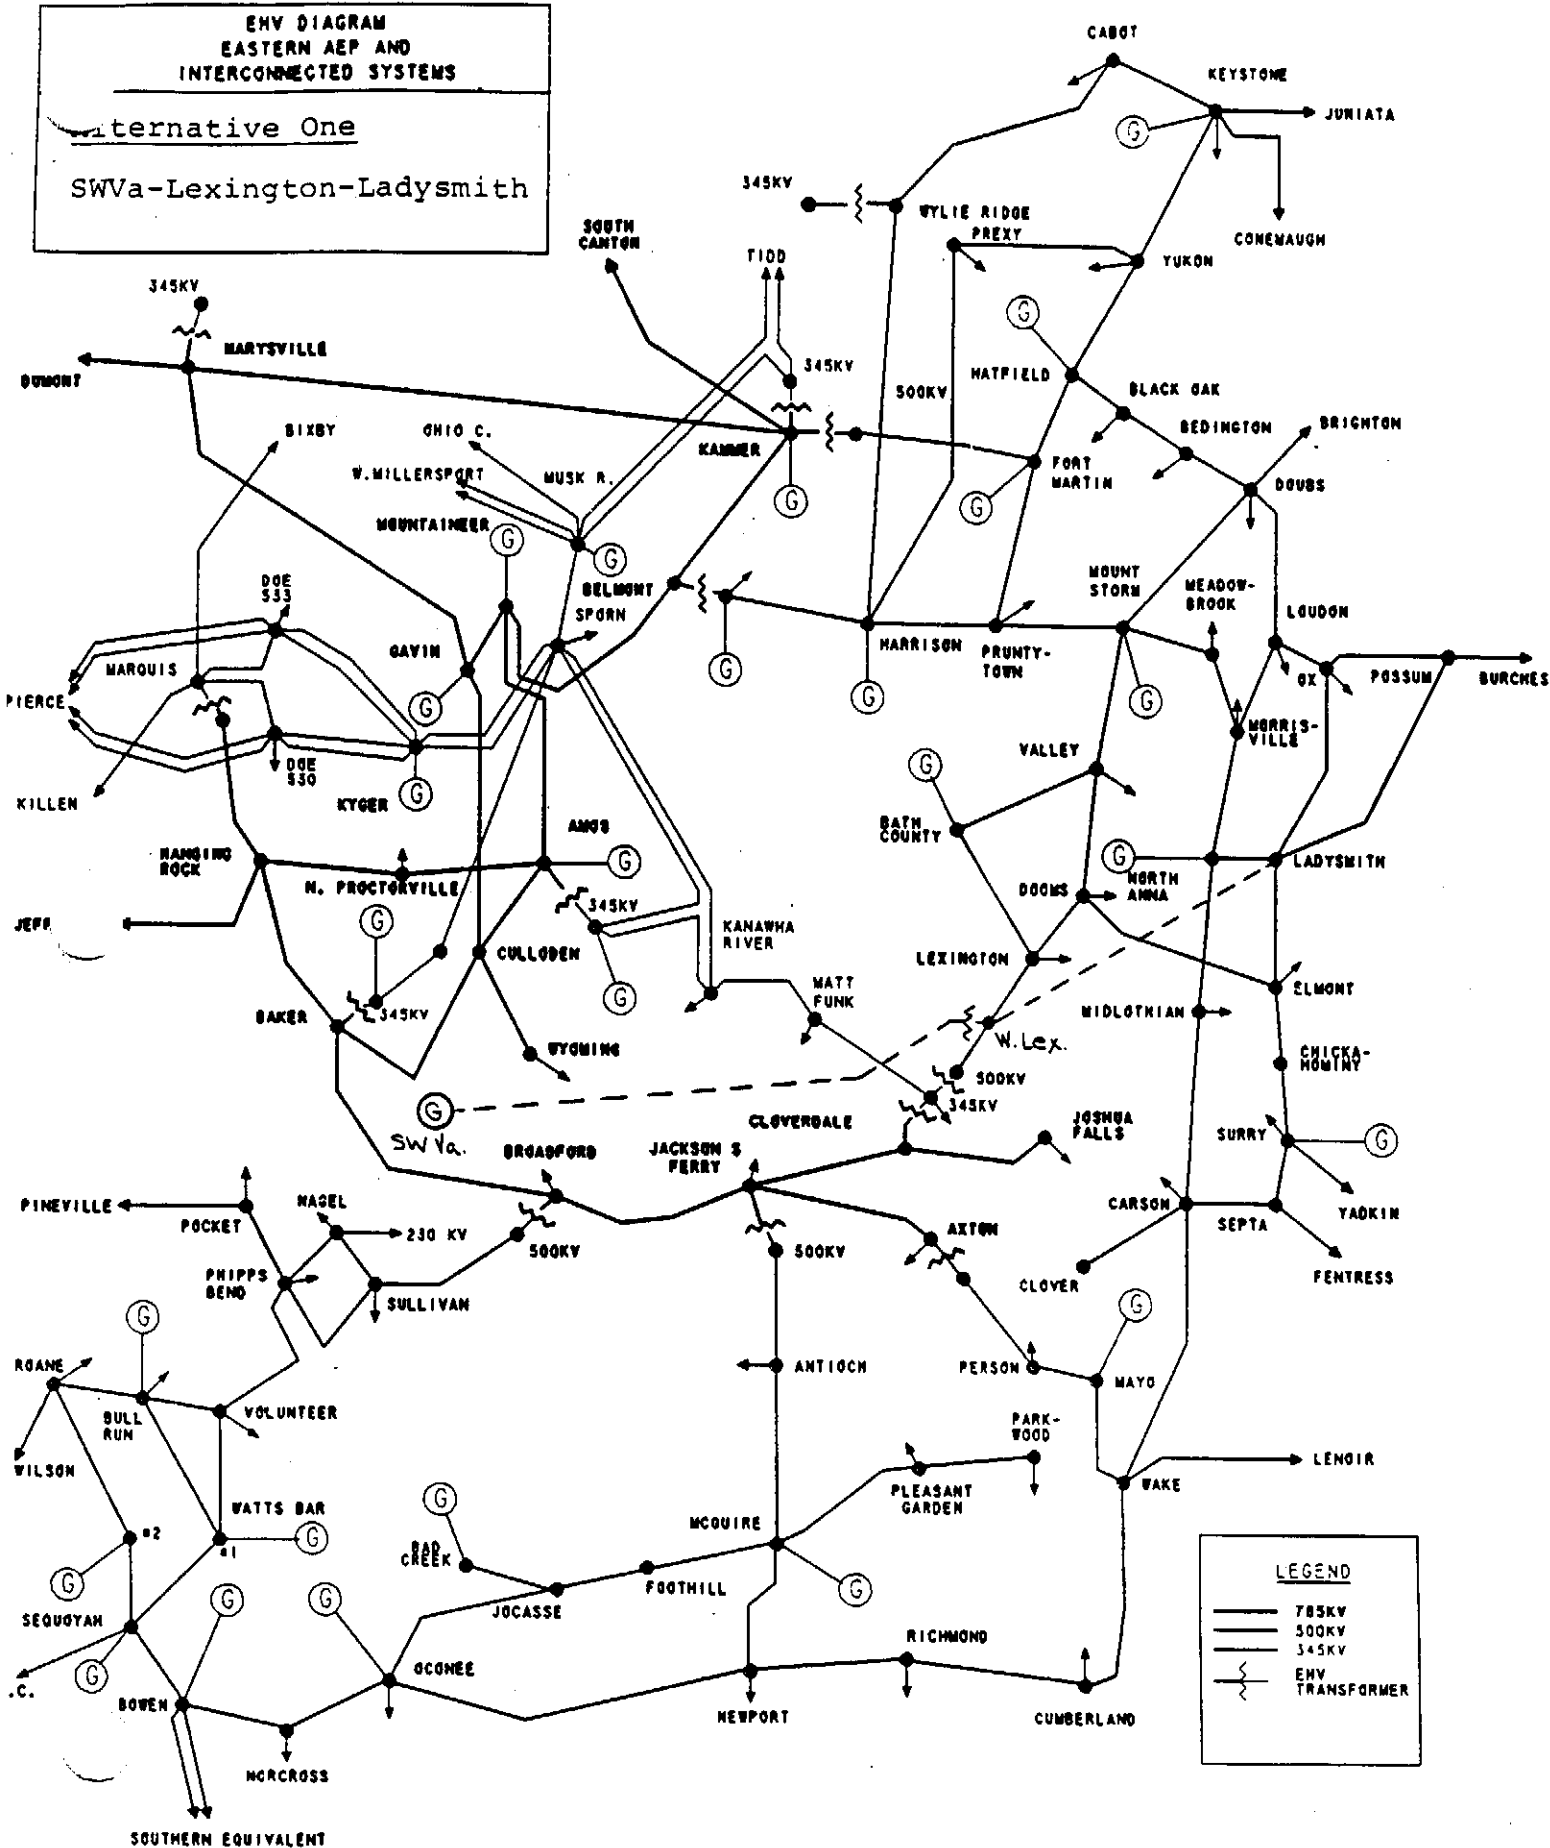 EHV DIAGRAM
EASTERN AEP AND
INTERCONNECTED SYSTEMS
ternative One
SWVa-Lexington-Ladysmith
CABOT
KEYSTONE
JUNIATA
G
CONEMAUGH
345KV
WYLIE RIDGE
PREXY
YUKON
SOUTH
CANTON
TIDD
345KV
MARYSVILLE
DUMONT
345KV
G
HATFIELD
500KV
BLACK OAK
BEDINGTON
BRIGHTON
BIXBY
OHIO C.
W.MILLERSPORT
MUSK R.
KAMMER
G
FORT
MARTIN
G
DOUBS
MOUNTAINEER
G
G
BELMONT
SPORN
DOE
533
MARQUIS
GAVIN
G
PIERCE
G
HARRISON
G
PRUNTY-
TOWN
MOUNT
STORM
G
MEADOW-
BROOK
LOUDON
OX
POSSUM
BURCHES
MORRIS-
VILLE
DOE
530
KILLEN
KYGER
G
VALLEY
G
BATH
COUNTY
AMOS
G
HANGING
ROCK
N. PROCTORVILLE
345KV
G
G
JEFF
CULLODEN
KANAWHA
RIVER
G
NORTH
ANNA
LADYSMITH
DOOMS
LEXINGTON
ELMONT
MATT
FUNK
MIDLOTHIAN
BAKER
345KV
WYOMING
W.Lex.
500KV
345KV
CHICKA-
HOMINY
G
SW Va.
CLOVERDALE
JOSHUA
FALLS
SURRY
G
BROADFORD
JACKSON S
FERRY
PINEVILLE
POCKET
NAGEL
230 KV
500KV
500KV
AXTON
CARSON
SEPTA
YADKIN
FENTRESS
CLOVER
PHIPPS
BEND
SULLIVAN
G
G
ROANE
BULL
RUN
VOLUNTEER
WILSON
ANTIOCH
PERSON
MAYO
PARK-
WOOD
LENOIR
WAKE
PLEASANT
GARDEN
WATTS BAR
#2
#1
G
G
G
BAD
CREEK
MCGUIRE
G
SEQUOYAH
G
G
G
JOCASSE
FOOTHILL
OCONEE
.C.
BOWEN
NORCROSS
NEWPORT
RICHMOND
CUMBERLAND
SOUTHERN EQUIVALENT
LEGEND
765KV
500KV
345KV
EHV
TRANSFORMER